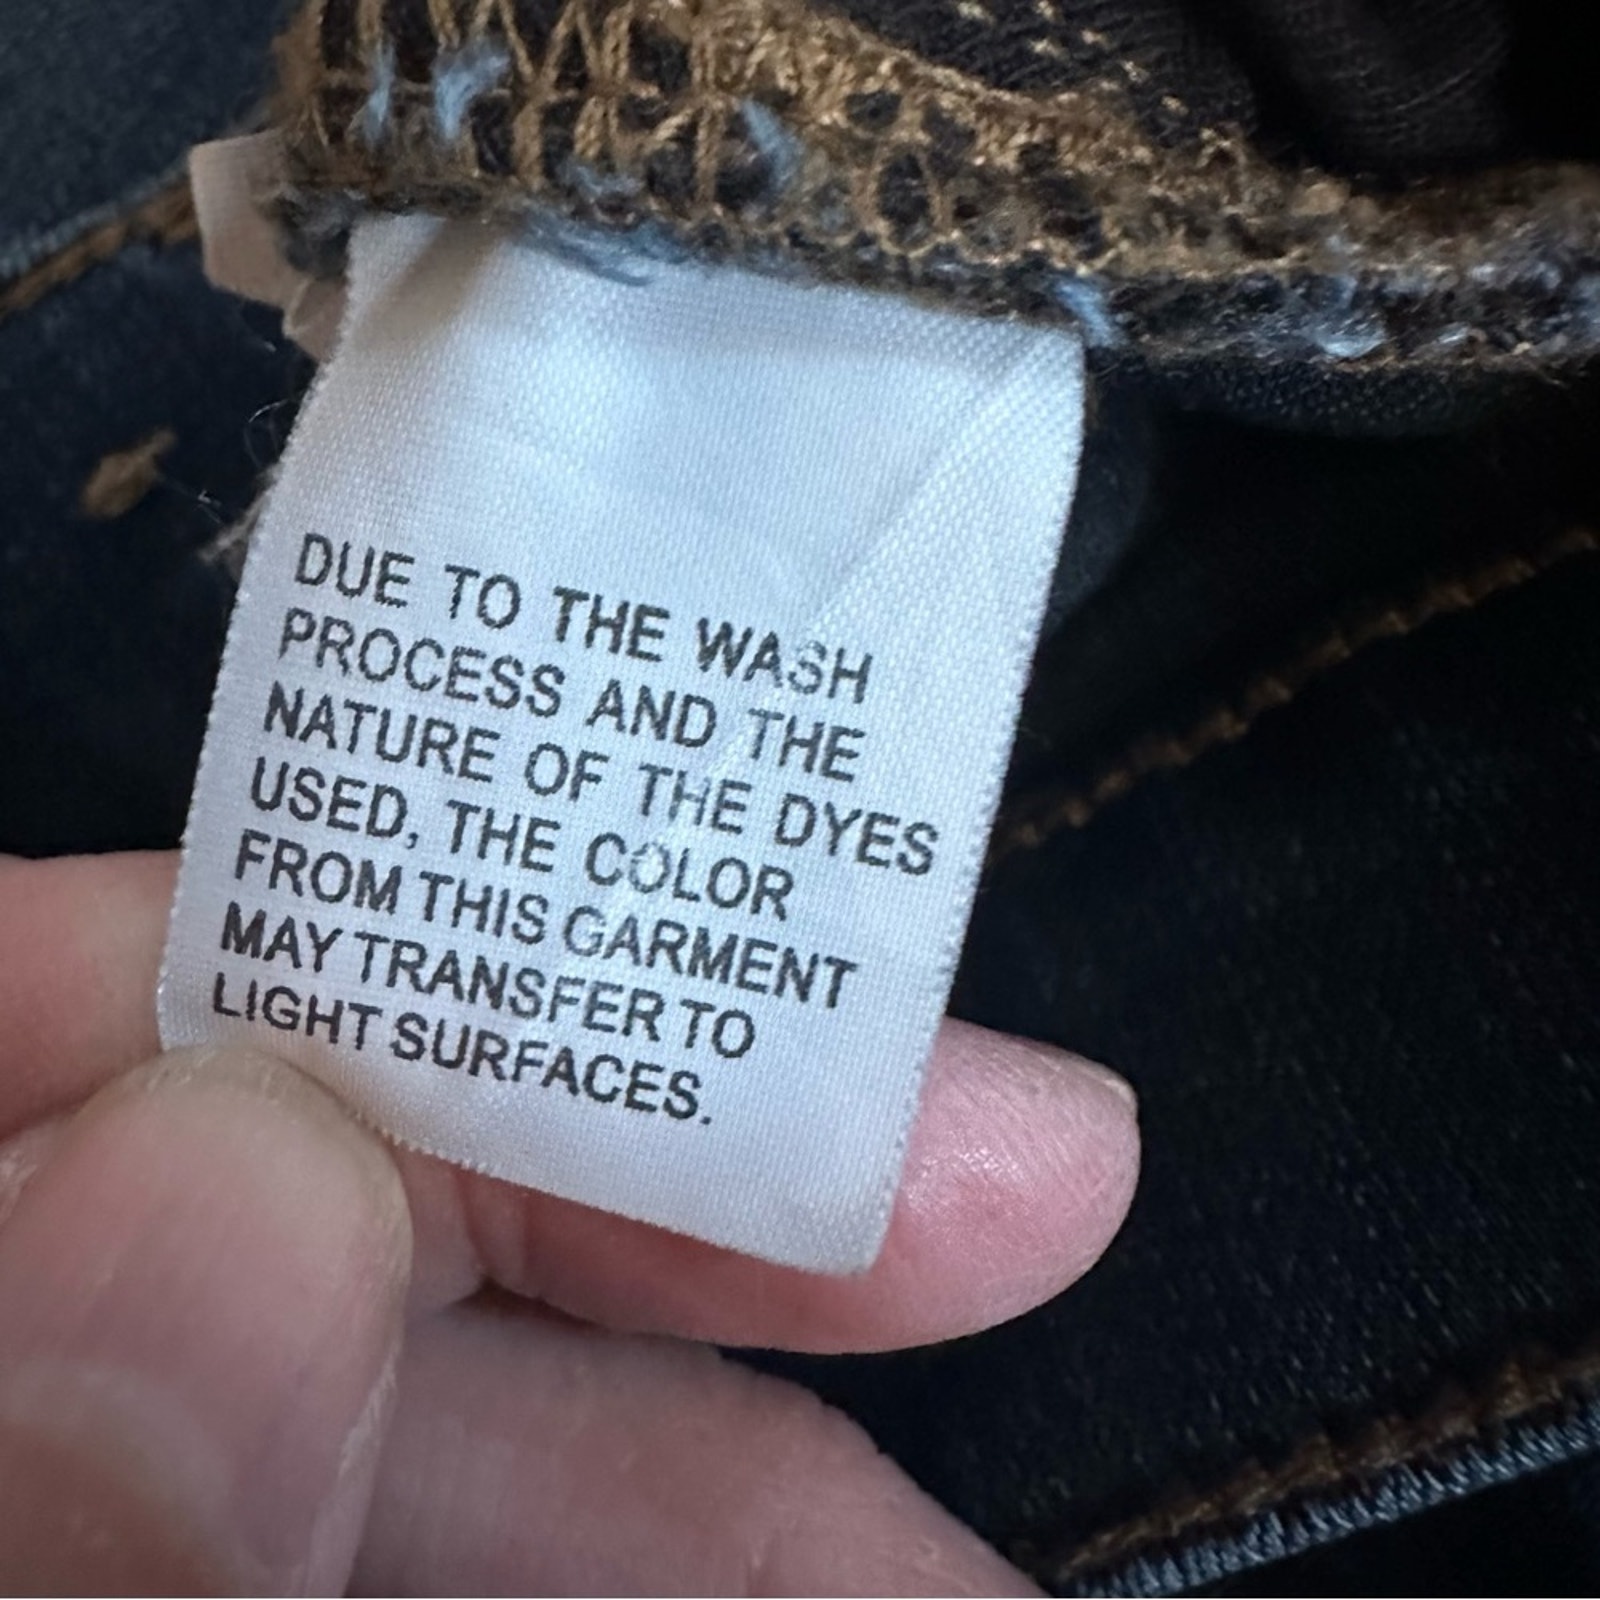 DUE TO THE WASH
PROCESS AND THE
NATURE OF THE DYES
USED, THE COLOR
FROM THIS GARMENT
MAY TRANSFER TO
LIGHT SURFACES.